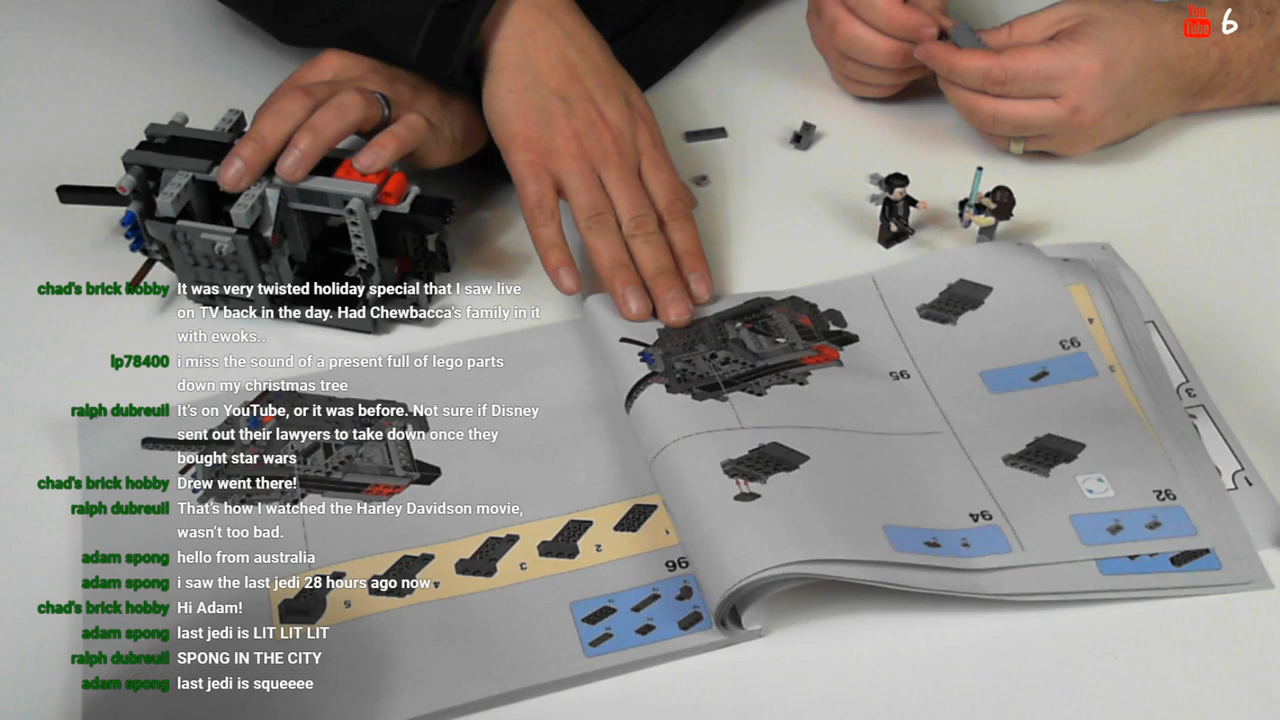 You
Tube 6
chad's brick hobby It was very twisted holiday special that I saw live
on TV back in the day. Had Chewbacca's family in it
with ewoks..
lp78400 i miss the sound of a present full of lego parts
down my christmas tree
ralph dubreuil It's on YouTube, or it was before. Not sure if Disney
sent out their lawyers to take down once they
bought star wars
chad's brick hobby Drew went there!
ralph dubreuil That's how I watched the Harley Davidson movie,
wasn't too bad.
adam spong hello from australia
adam spong i saw the last jedi 28 hours ago now
chad's brick hobby Hi Adam!
adam spong last jedi is LIT LIT LIT
ralph dubreuil SPONG IN THE CITY
adam spong last jedi is squeeee
93
95
92
94
96
1
2
3
4
5
3
1